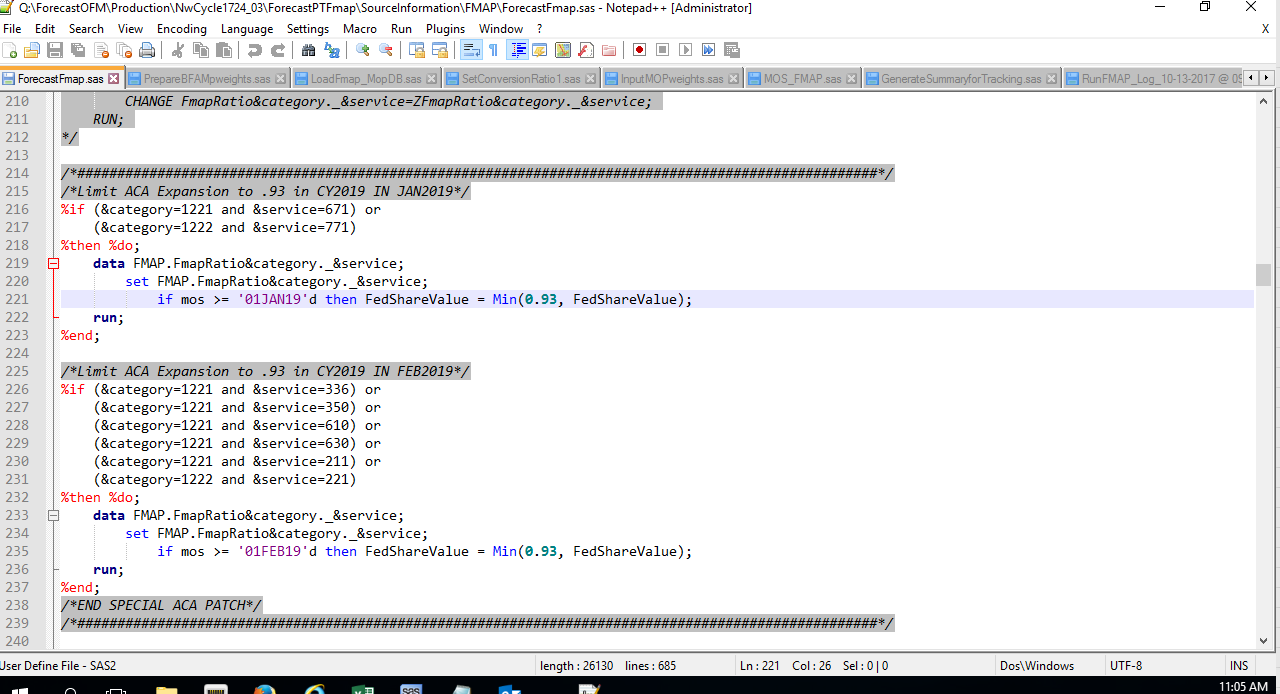 Q:\ForecastOFM\Production\NwCycle1724_03\ForecastPTFmap\SourceInformation\FMAP\ForecastFmap.sas - Notepad++ [Administrator]
File Edit Search View Encoding Language Settings Macro Run Plugins Window ? X
ForecastFmap.sas PrepareBFAMpweights.sas LoadFmap_MopDB.sas SetConversionRatio1.sas InputMOPweights.sas MOS_FMAP.sas GenerateSummaryforTracking.sas RunFMAP_Log_10-13-2017 @
210 CHANGE FmapRatio&category._&service=ZFmapRatio&category._&service;
211 RUN;
212 */
213
214 /*####################################################################################################*/
215 /*Limit ACA Expansion to .93 in CY2019 IN JAN2019*/
216 %if (&category=1221 and &service=671) or
217 (&category=1222 and &service=771)
218 %then %do;
219 data FMAP.FmapRatio&category._&service;
220 set FMAP.FmapRatio&category._&service;
221 if mos >= '01JAN19'd then FedShareValue = Min(0.93, FedShareValue);
222 run;
223 %end;
224
225 /*Limit ACA Expansion to .93 in CY2019 IN FEB2019*/
226 %if (&category=1221 and &service=336) or
227 (&category=1221 and &service=350) or
228 (&category=1221 and &service=610) or
229 (&category=1221 and &service=630) or
230 (&category=1221 and &service=211) or
231 (&category=1222 and &service=221)
232 %then %do;
233 data FMAP.FmapRatio&category._&service;
234 set FMAP.FmapRatio&category._&service;
235 if mos >= '01FEB19'd then FedShareValue = Min(0.93, FedShareValue);
236 run;
237 %end;
238 /*END SPECIAL ACA PATCH*/
239 /*####################################################################################################*/
240
User Define File - SAS2 length : 26130 lines : 685 Ln : 221 Col : 26 Sel : 0 | 0 Dos\Windows UTF-8 INS
11:05 AM